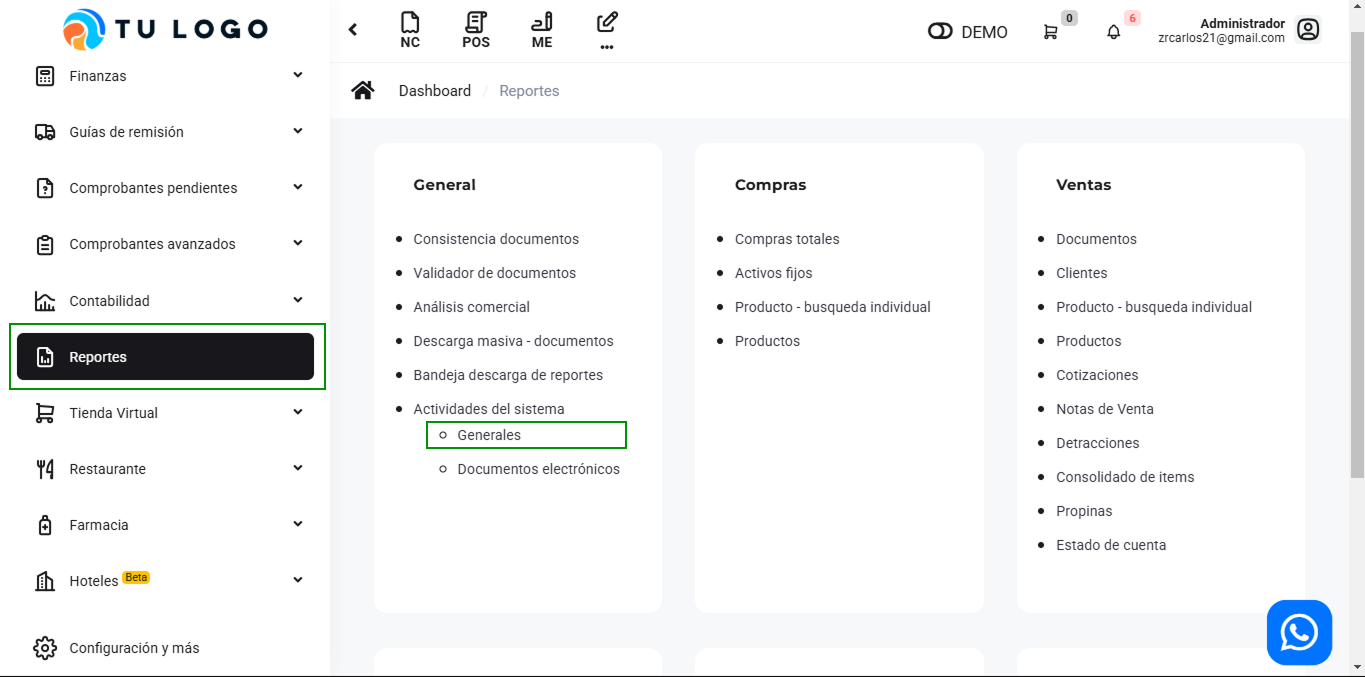 TU LOGO
Finanzas
Guías de remisión
Comprobantes pendientes
Comprobantes avanzados
Contabilidad
Reportes
Tienda Virtual
Restaurante
Farmacia
Hoteles Beta
Configuración y más
NC
POS
ME
...
DEMO
0
6
Administrador
zrcarlos21@gmail.com
Dashboard / Reportes
General
Consistencia documentos
Validador de documentos
Análisis comercial
Descarga masiva - documentos
Bandeja descarga de reportes
Actividades del sistema
Generales
Documentos electrónicos
Compras
Compras totales
Activos fijos
Producto - busqueda individual
Productos
Ventas
Documentos
Clientes
Producto - busqueda individual
Productos
Cotizaciones
Notas de Venta
Detracciones
Consolidado de items
Propinas
Estado de cuenta